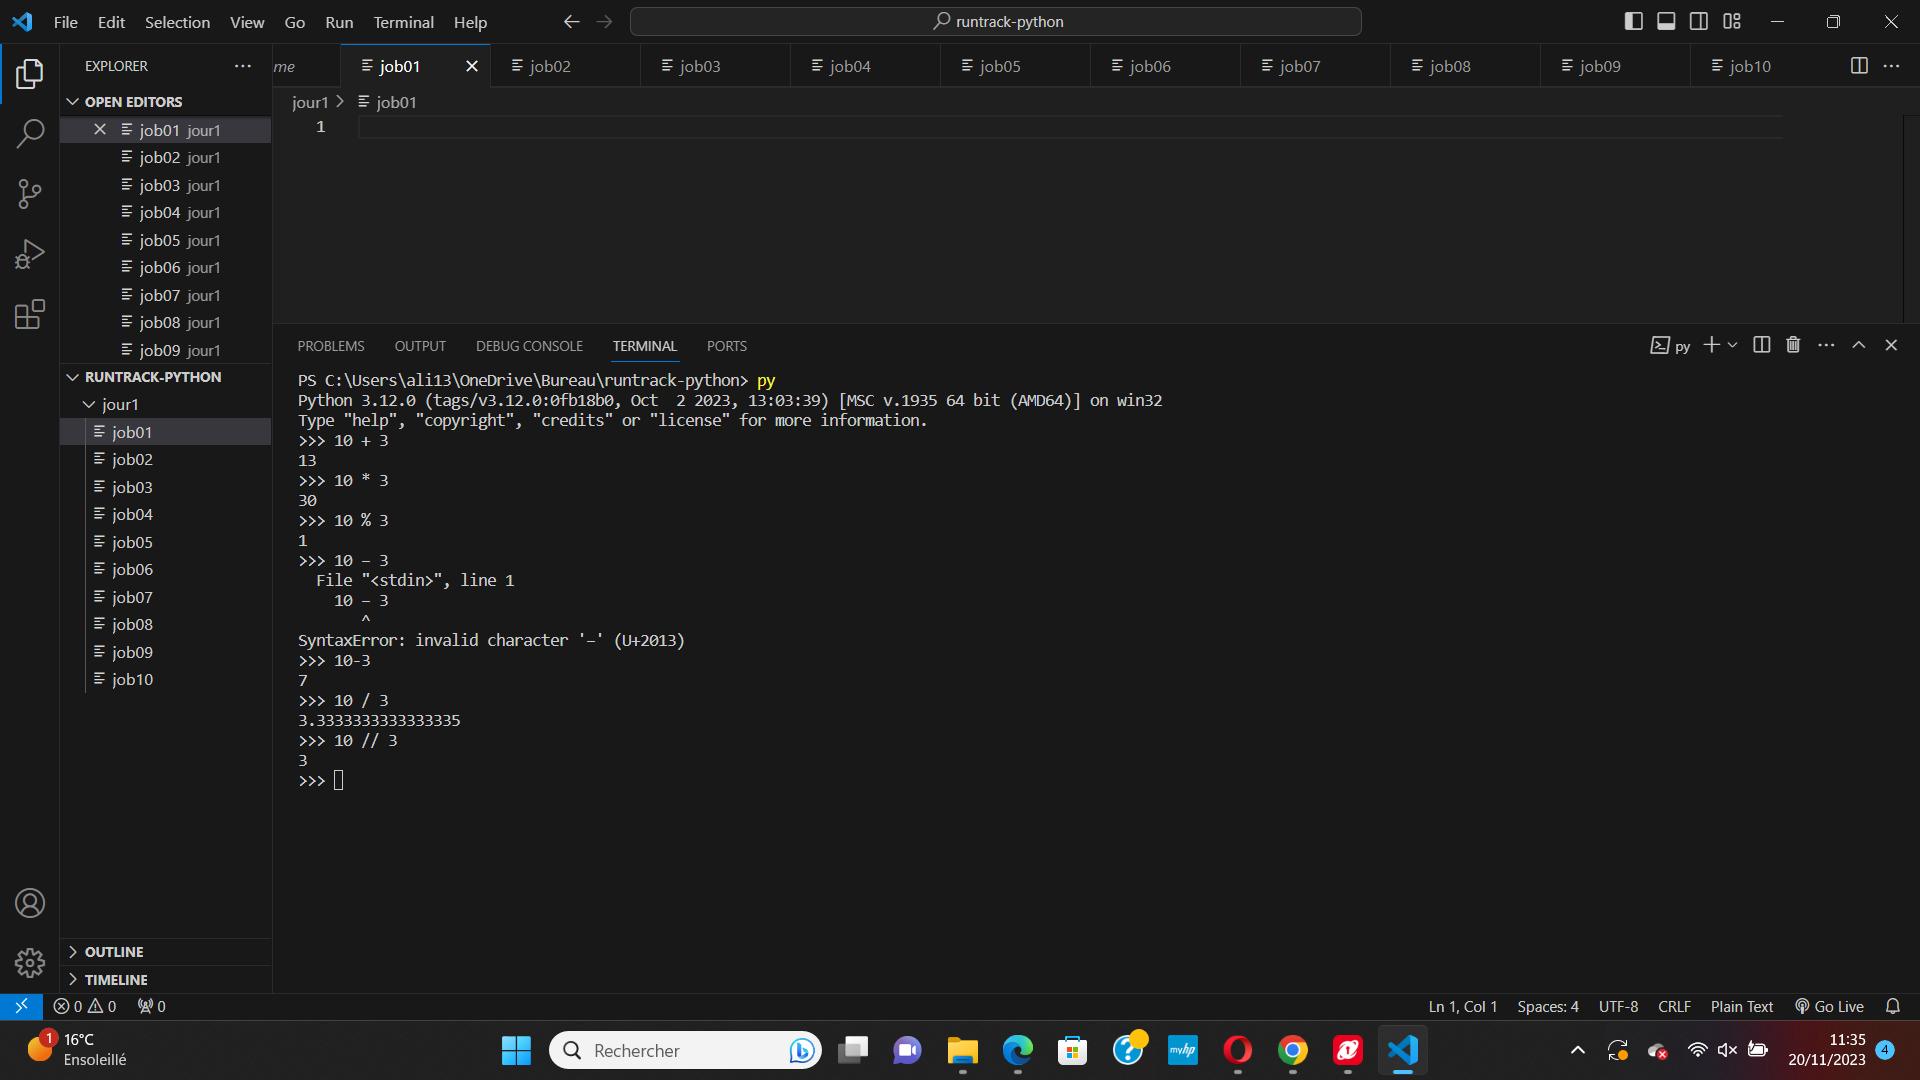 File Edit Selection View Go Run Terminal Help runtrack-python
EXPLORER
me job01 job02 job03 job04 job05 job06 job07 job08 job09 job10
OPEN EDITORS
job01 jour1
job02 jour1
job03 jour1
job04 jour1
job05 jour1
job06 jour1
job07 jour1
job08 jour1
job09 jour1
RUNTRACK-PYTHON
jour1
job01
job02
job03
job04
job05
job06
job07
job08
job09
job10
OUTLINE
TIMELINE
jour1 > job01
1
PROBLEMS OUTPUT DEBUG CONSOLE TERMINAL PORTS
py
PS C:\Users\ali13\OneDrive\Bureau\runtrack-python> py
Python 3.12.0 (tags/v3.12.0:0fb18b0, Oct  2 2023, 13:03:39) [MSC v.1935 64 bit (AMD64)] on win32
Type "help", "copyright", "credits" or "license" for more information.
>>> 10 + 3
13
>>> 10 * 3
30
>>> 10 % 3
1
>>> 10 – 3
  File "<stdin>", line 1
    10 – 3
       ^
SyntaxError: invalid character '–' (U+2013)
>>> 10-3
7
>>> 10 / 3
3.3333333333333335
>>> 10 // 3
3
>>>
0 0 0
Ln 1, Col 1 Spaces: 4 UTF-8 CRLF Plain Text Go Live
1
16°C
Ensoleillé
Rechercher
myhp
11:35
20/11/2023
4